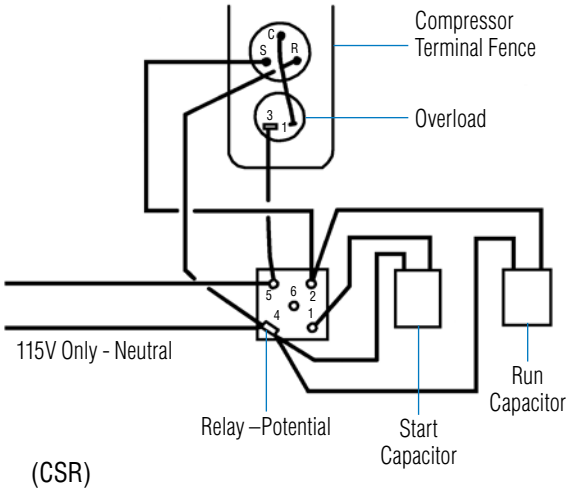 Compressor
Terminal Fence
C
S
R
Overload
3
1
5
6
2
4
1
115V Only - Neutral
Relay –Potential
Start
Capacitor
Run
Capacitor
(CSR)